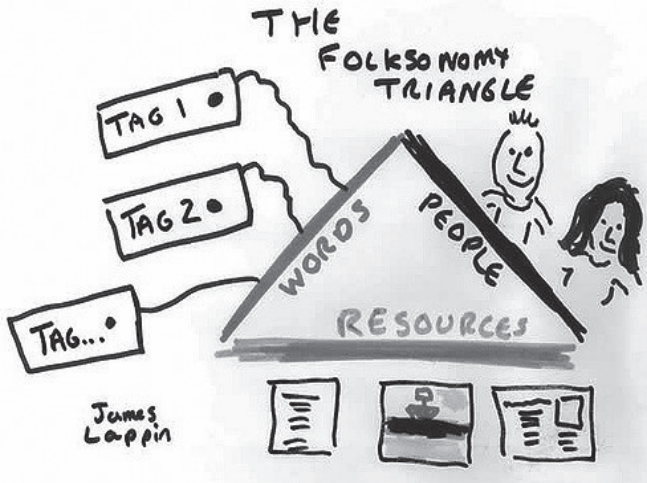 THE
FOLKSONOMY
TRIANGLE
TAG 1
TAG 2
TAG...
WORDS
PEOPLE
RESOURCES
James
Lappin